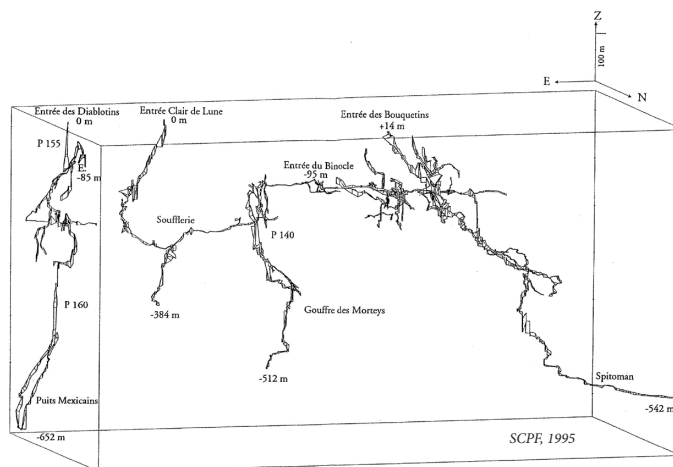 Z
100 m
E
N
Entrée des Diablotins
0 m
Entrée Clair de Lune
0 m
Entrée des Bouquetins
+14 m
P 155
E.
-85 m
Entrée du Binocle
-95 m
Soufflerie
P 140
P 160
-384 m
Gouffre des Morteys
-512 m
Spitoman
-542 m
Puits Mexicains
-652 m
SCPF, 1995